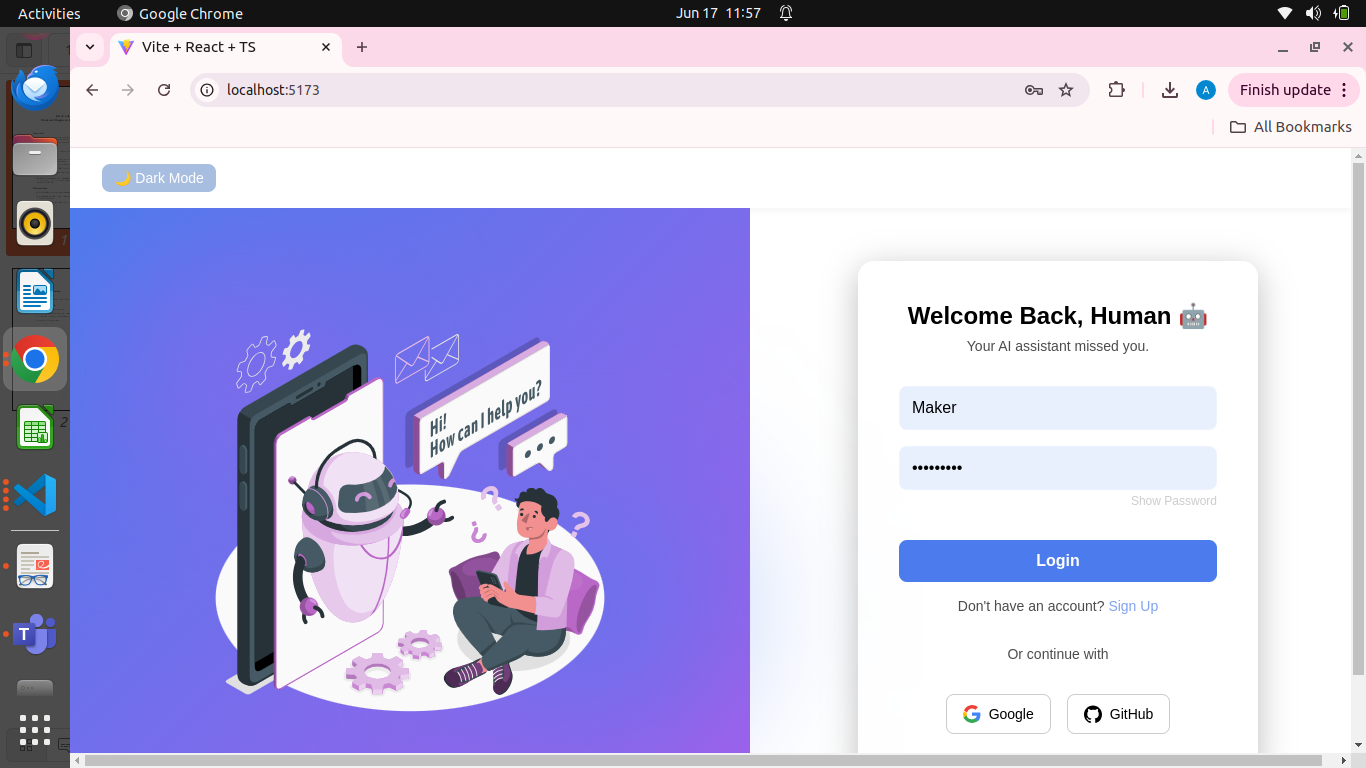 Activities Google Chrome Jun 17 11:57
Vite + React + TS
localhost:5173 A Finish update
All Bookmarks
🌙 Dark Mode
Hi!
How can I help you?
Welcome Back, Human 🤖
Your AI assistant missed you.
Maker
•••••••••
Show Password
Login
Don't have an account? Sign Up
Or continue with
Google GitHub